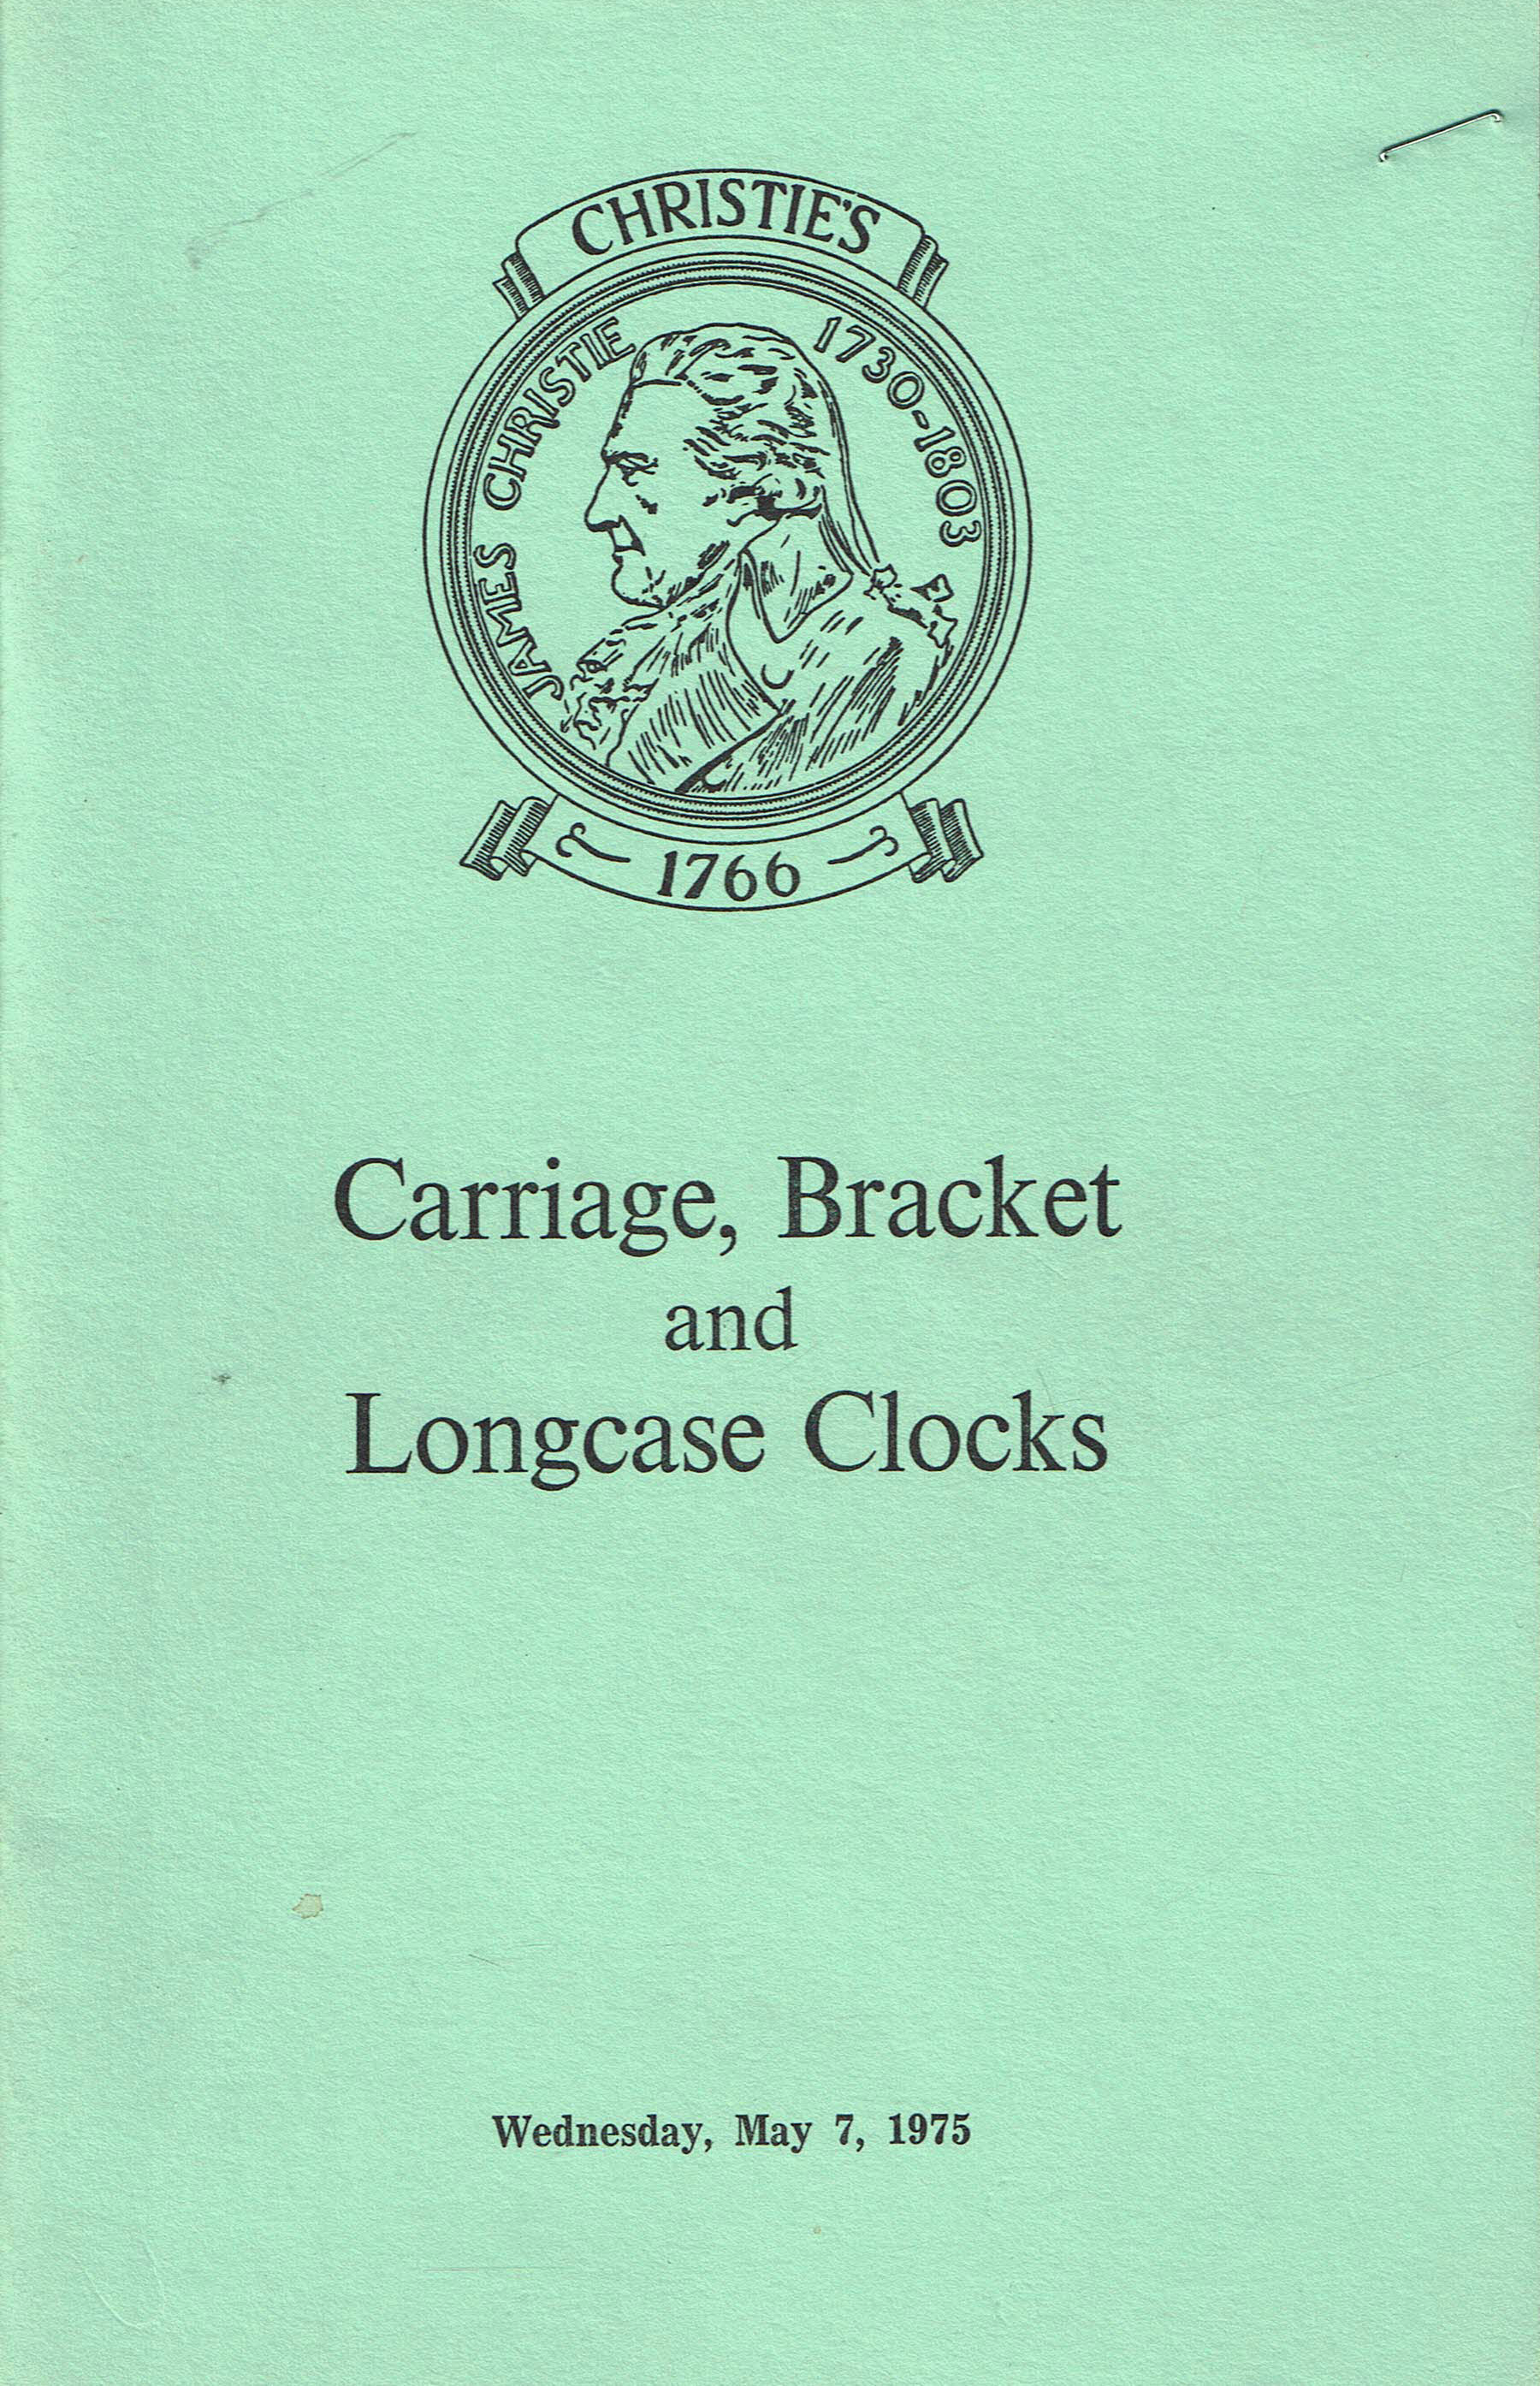 CHRISTIE'S
JAMES CHRISTIE 1730-1803
1766
Carriage, Bracket
and
Longcase Clocks
Wednesday, May 7, 1975